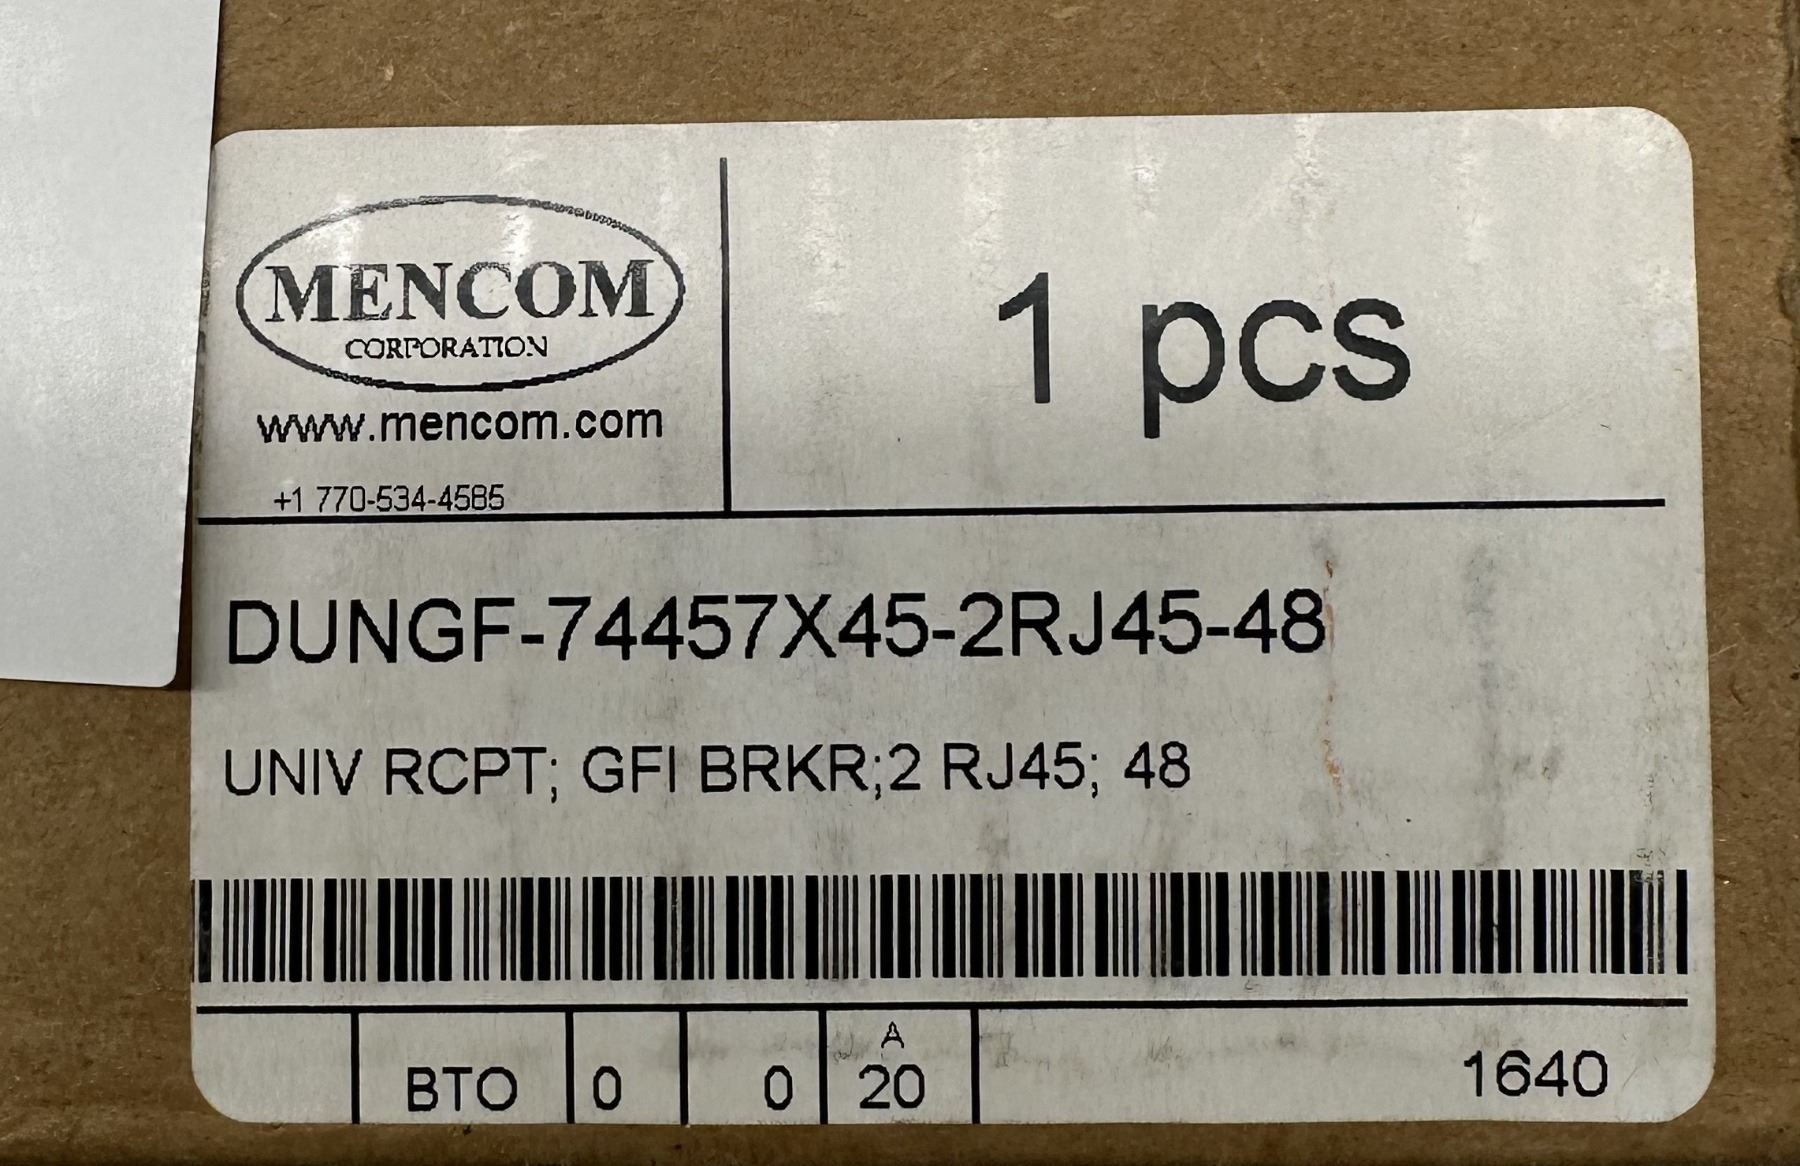 MENCOM
CORPORATION
www.mencom.com
+1 770-534-4585
1 pcs
DUNGF-74457X45-2RJ45-48
UNIV RCPT; GFI BRKR;2 RJ45; 48
BTO 0 0 A 20 1640